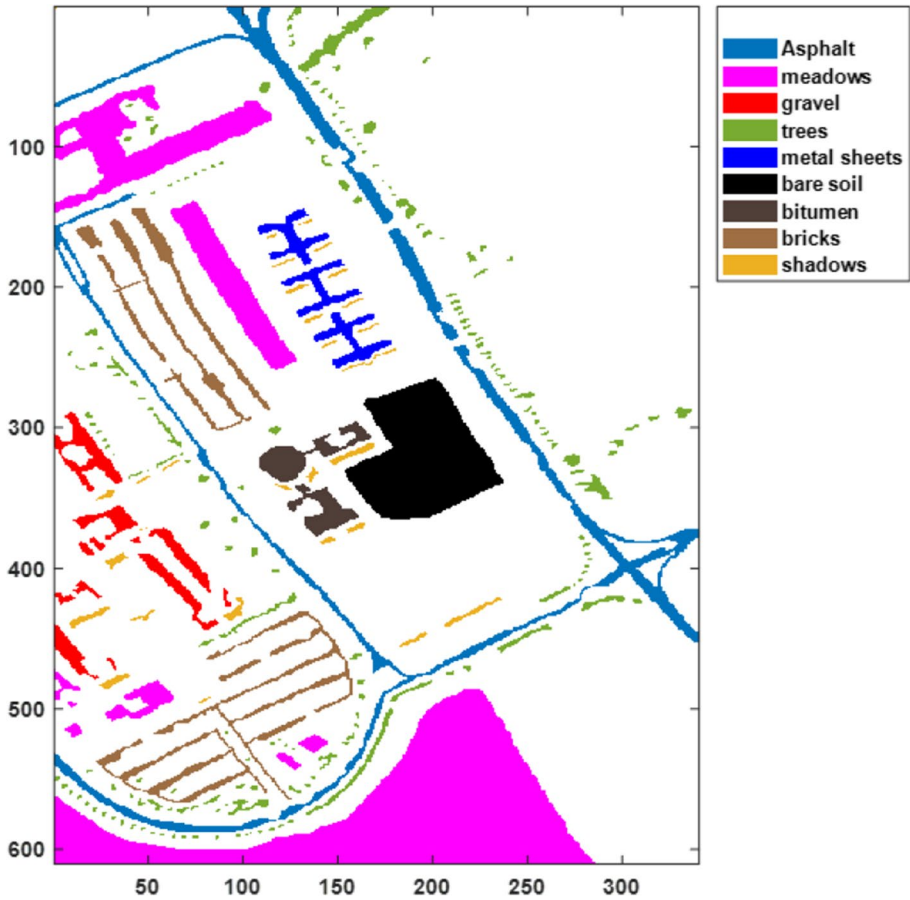 Asphalt
meadows
gravel
trees
metal sheets
bare soil
bitumen
bricks
shadows
100
200
300
400
500
600
50
100
150
200
250
300